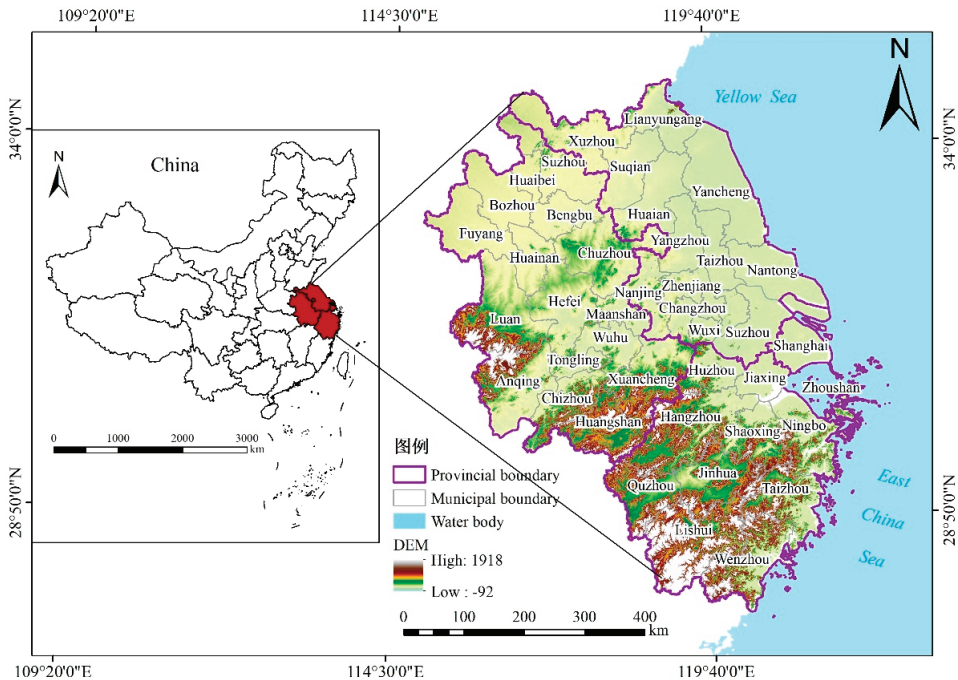 109°20'0"E
114°30'0"E
119°40'0"E
34°0'0"N
28°50'0"N
N
China
0 1000 2000 3000
km
N
Yellow Sea
Lianyungang
Xuzhou
Suzhou
Suqian
Huaibei
Yancheng
Bozhou
Bengbu
Huaian
Fuyang
Yangzhou
Huainan
Chuzhou
Taizhou
Nantong
Zhenjiang
Nanjing
Hefei
Changzhou
Maanshan
Luan
Wuhu
Wuxi
Suzhou
Shanghai
Tongling
Huzhou
Jiaxing
Anqing
Xuancheng
Zhoushan
Chizhou
Huangshan
Hangzhou
Shaoxing
Ningbo
Jinhua
Quzhou
Taizhou
Lishui
Wenzhou
East
China
Sea
图例
Provincial boundary
Municipal boundary
Water body
DEM
High: 1918
Low : -92
0 100 200 300 400
km
34°0'0"N
28°50'0"N
109°20'0"E
114°30'0"E
119°40'0"E